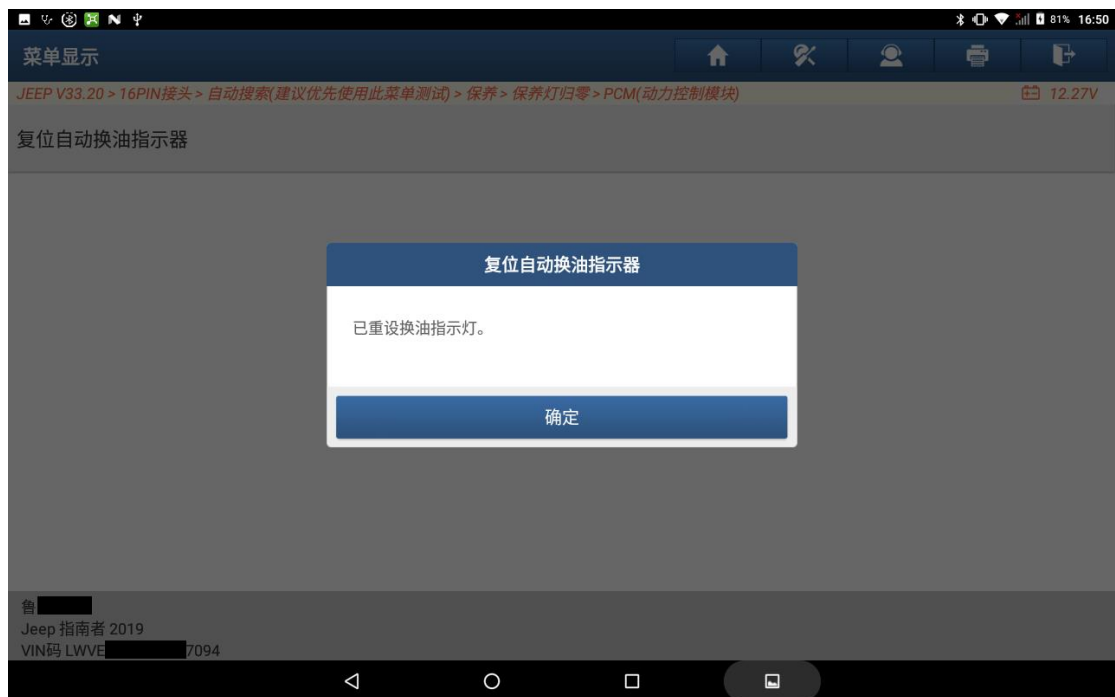 81% 16:50
菜单显示
JEEP V33.20 > 16PIN接头 > 自动搜索(建议优先使用此菜单测试) > 保养 > 保养灯归零 > PCM(动力控制模块) 12.27V
复位自动换油指示器
复位自动换油指示器
已重设换油指示灯。
确定
鲁
Jeep 指南者 2019
VIN码 LWVE 7094